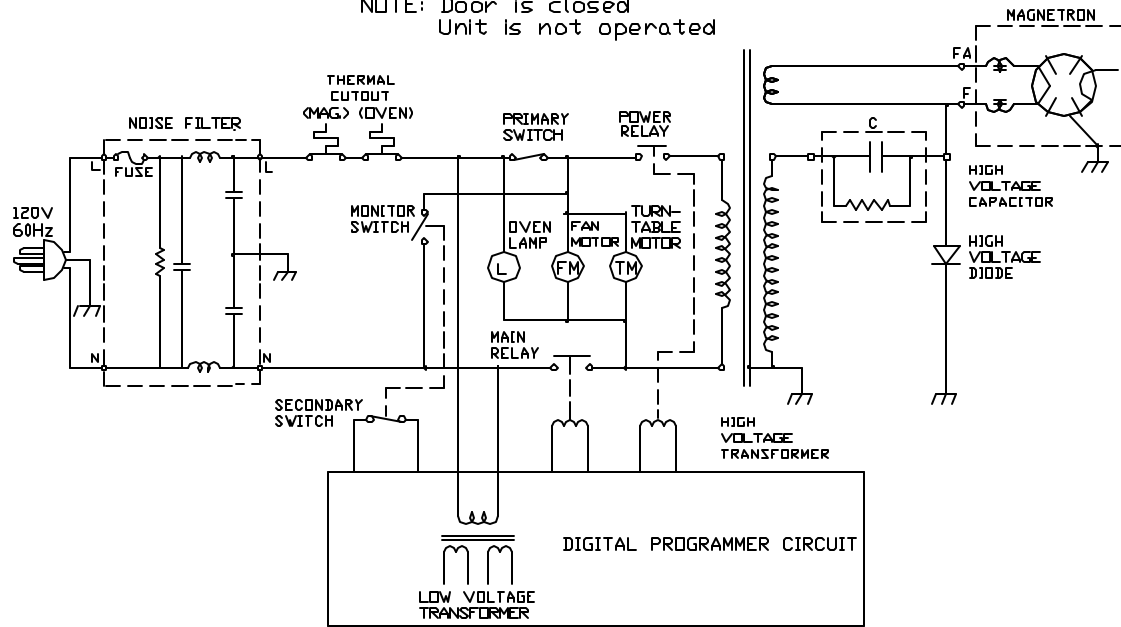 NOTE: Door is closed
Unit is not operated
MAGNETRON
FA
F
THERMAL
CUTOUT
(MAG.) (OVEN)
NOISE FILTER
PRIMARY
SWITCH
POWER
RELAY
C
L
FUSE
L
HIGH
VOLTAGE
CAPACITOR
120V
60Hz
MONITOR
SWITCH
OVEN
LAMP
FAN
MOTOR
TURN-
TABLE
MOTOR
HIGH
VOLTAGE
DIODE
L
FM
TM
MAIN
RELAY
N
N
SECONDARY
SWITCH
HIGH
VOLTAGE
TRANSFORMER
DIGITAL PROGRAMMER CIRCUIT
LOW VOLTAGE
TRANSFORMER